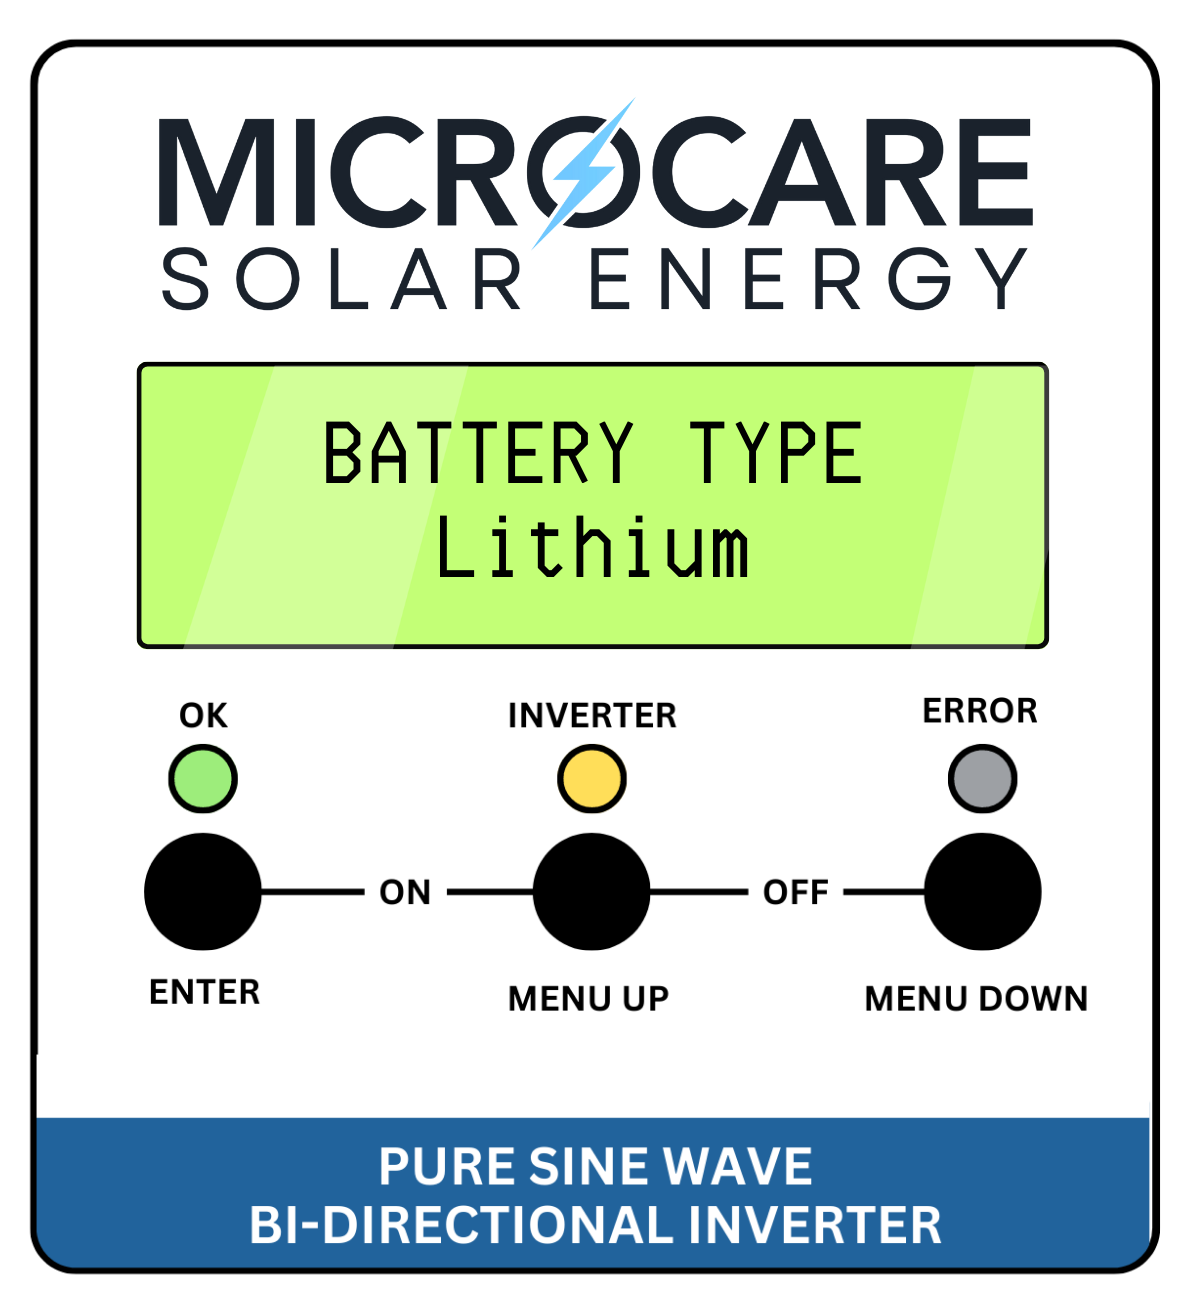 MICROCARE
SOLAR ENERGY
BATTERY TYPE
Lithium
OK INVERTER ERROR
ON OFF
ENTER MENU UP MENU DOWN
PURE SINE WAVE
BI-DIRECTIONAL INVERTER